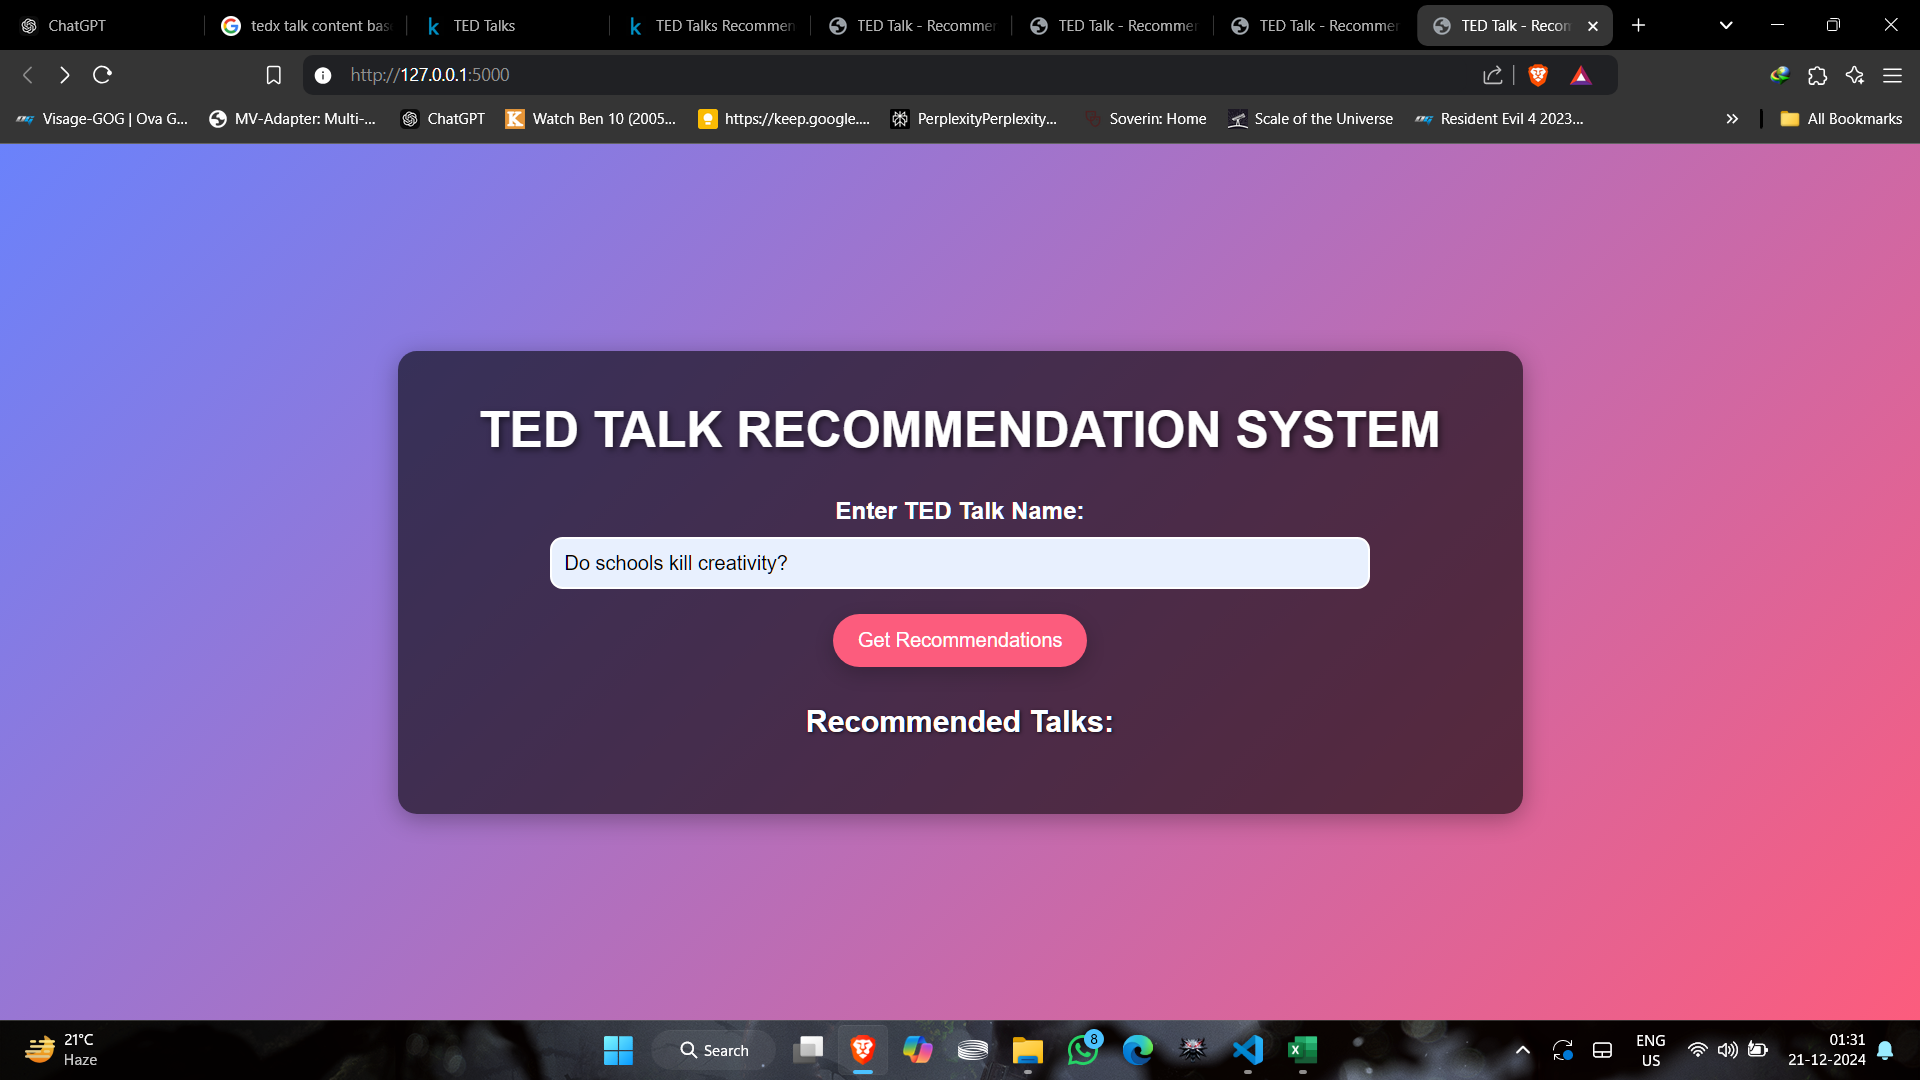 ChatGPT
tedx talk content bas
TED Talks
TED Talks Recommen
TED Talk - Recommen
TED Talk - Recommen
TED Talk - Recommen
TED Talk - Recom
http://127.0.0.1:5000
Visage-GOG | Ova G...
MV-Adapter: Multi-...
ChatGPT
Watch Ben 10 (2005...
https://keep.google....
PerplexityPerplexity...
Soverin: Home
Scale of the Universe
Resident Evil 4 2023...
All Bookmarks
TED TALK RECOMMENDATION SYSTEM
Enter TED Talk Name:
Do schools kill creativity?
Get Recommendations
Recommended Talks:
21°C
Haze
Search
8
ENG
US
01:31
21-12-2024